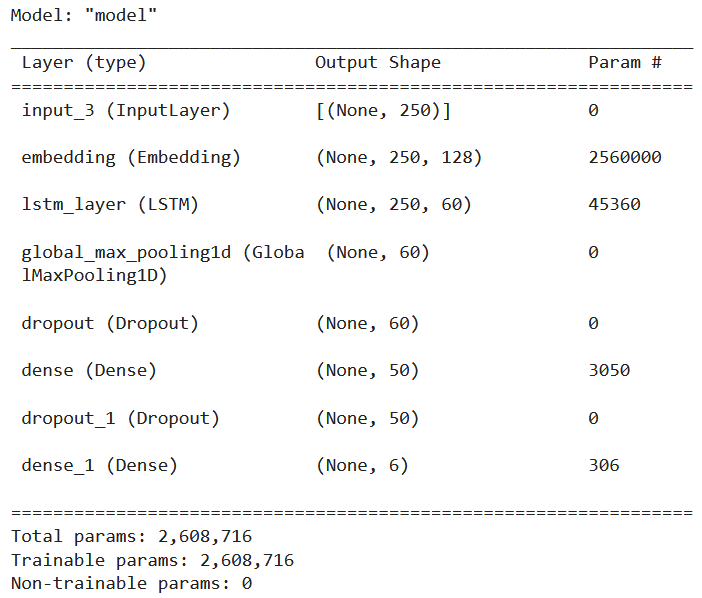 Model: "model"
_________________________________________________________________
Layer (type) Output Shape Param #
=================================================================
input_3 (InputLayer) [(None, 250)] 0
embedding (Embedding) (None, 250, 128) 2560000
lstm_layer (LSTM) (None, 250, 60) 45360
global_max_pooling1d (Globa (None, 60) 0
lMaxPooling1D)
dropout (Dropout) (None, 60) 0
dense (Dense) (None, 50) 3050
dropout_1 (Dropout) (None, 50) 0
dense_1 (Dense) (None, 6) 306
=================================================================
Total params: 2,608,716
Trainable params: 2,608,716
Non-trainable params: 0